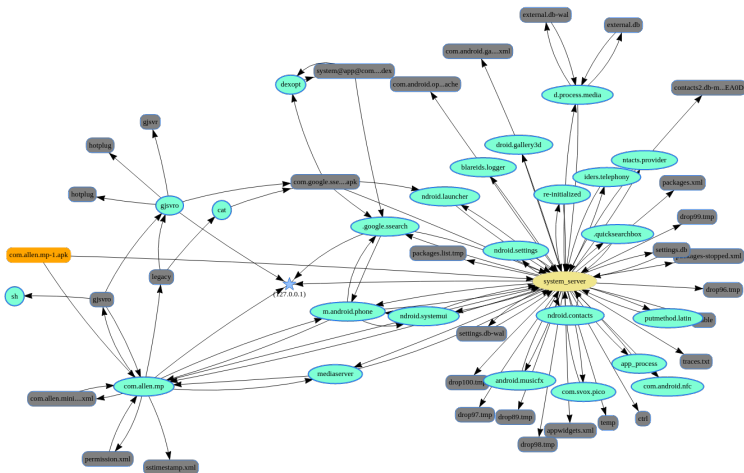 external.db-wal
external.db
com.android.ga....xml
system@app@com....dex
dexopt
com.android.op...ache
d.process.media
contacts2.db-m...EA0D
gjsvr
hotplug
droid.gallery3d
blareids.logger
ntacts.provider
iders.telephony
com.google.sse....apk
packages.xml
hotplug
re-initialized
ndroid.launcher
gjsvro
cat
drop99.tmp
google.ssearch
.quicksearchbox
ndroid.settings
settings.db
packages.list.tmp
com.allen.mp-1.apk
legacy
system_server
(127.0.0.1)
drop96.tmp
sh
gjsvro
m.android.phone
ndroid.systemui
ndroid.contacts
putmethod.latin
settings.db-wal
traces.txt
app_process
mediaserver
android.musicfx
drop100.tmp
com.allen.mp
com.android.nfc
com.svox.pico
com.allen.mini....xml
drop97.tmp
drop89.tmp
ctrl
temp
appwidgets.xml
drop98.tmp
permission.xml
sstimestamp.xml